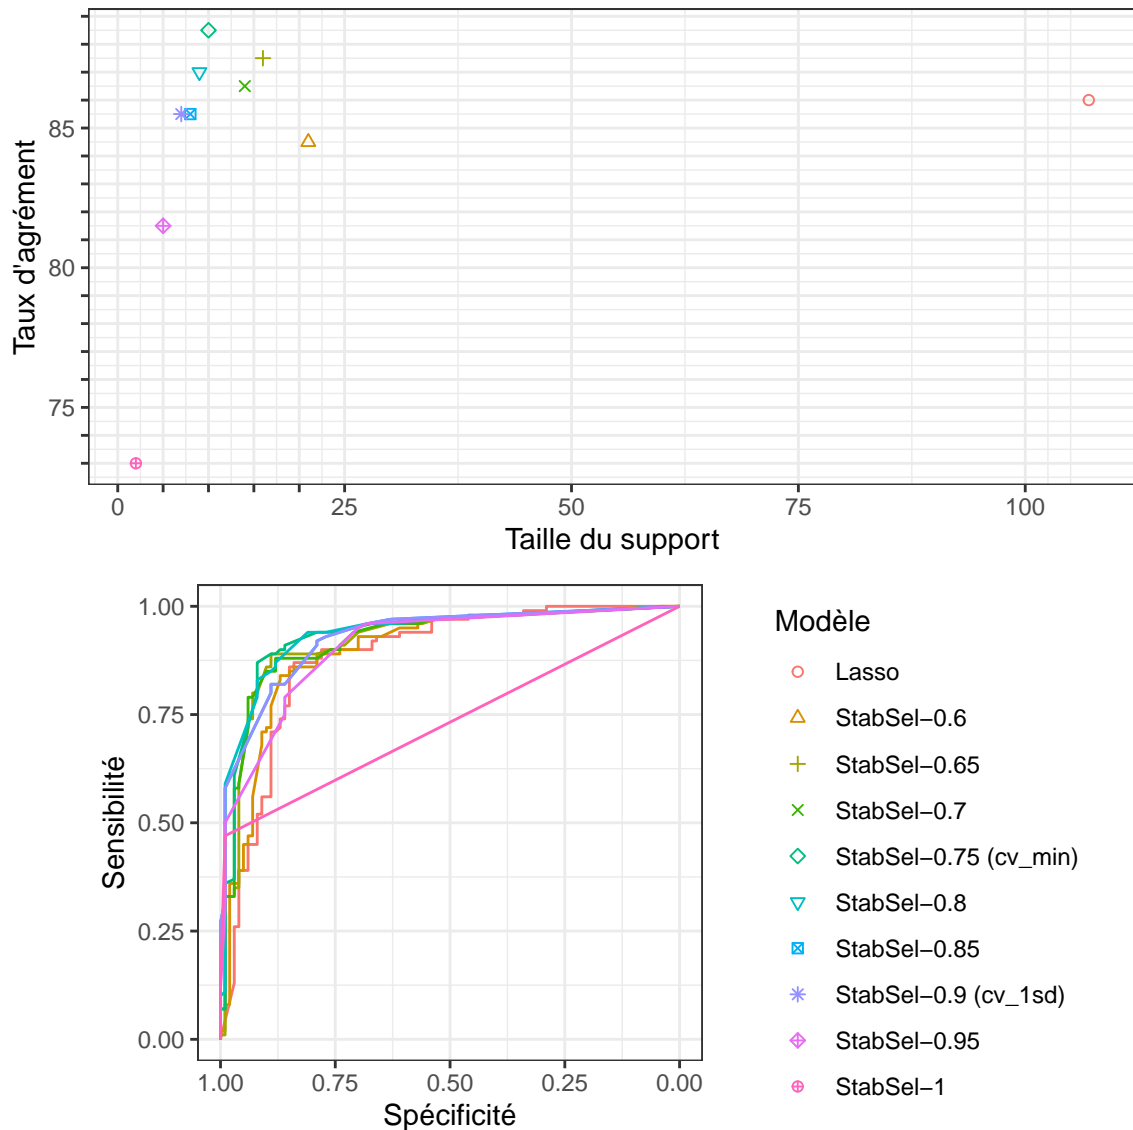 Taux d'agrément
85
80
75
0 25 50 75 100
Taille du support
Sensibilité
1.00
0.75
0.50
0.25
0.00
1.00 0.75 0.50 0.25 0.00
Spécificité
Modèle
Lasso
StabSel−0.6
StabSel−0.65
StabSel−0.7
StabSel−0.75 (cv_min)
StabSel−0.8
StabSel−0.85
StabSel−0.9 (cv_1sd)
StabSel−0.95
StabSel−1